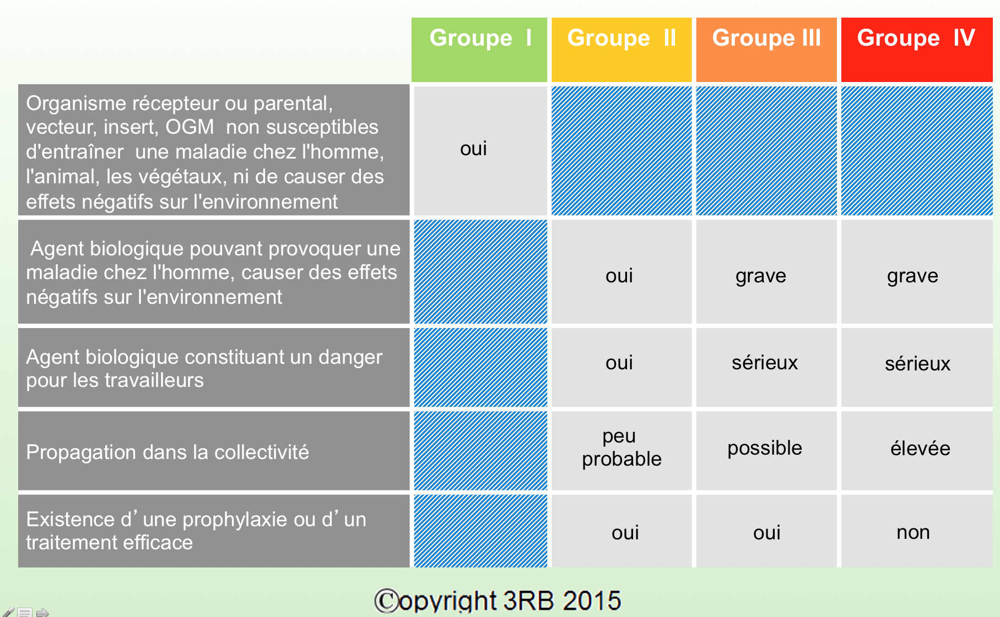 Groupe  I
Groupe  II
Groupe III
Groupe  IV
Organisme récepteur ou parental,
vecteur, insert, OGM  non susceptibles
d'entraîner  une maladie chez l'homme,
l'animal, les végétaux, ni de causer des
effets négatifs sur l'environnement
oui
Agent biologique pouvant provoquer une
maladie chez l'homme, causer des effets
négatifs sur l'environnement
oui
grave
grave
Agent biologique constituant un danger
pour les travailleurs
oui
sérieux
sérieux
Propagation dans la collectivité
peu
probable
possible
élevée
Existence d’une prophylaxie ou d’un
traitement efficace
oui
oui
non
©opyright 3RB 2015